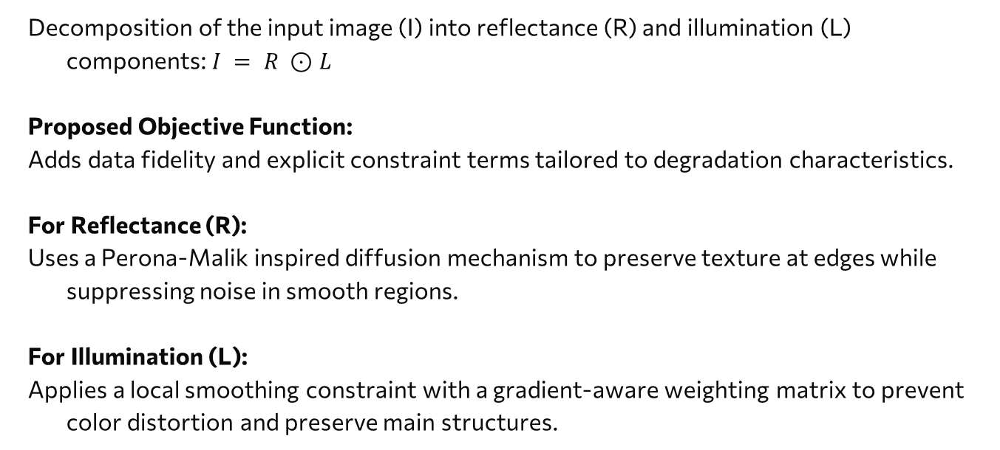 Decomposition of the input image (I) into reflectance (R) and illumination (L)
components: I = R ⊙ L
Proposed Objective Function:
Adds data fidelity and explicit constraint terms tailored to degradation characteristics.
For Reflectance (R):
Uses a Perona-Malik inspired diffusion mechanism to preserve texture at edges while
suppressing noise in smooth regions.
For Illumination (L):
Applies a local smoothing constraint with a gradient-aware weighting matrix to prevent
color distortion and preserve main structures.